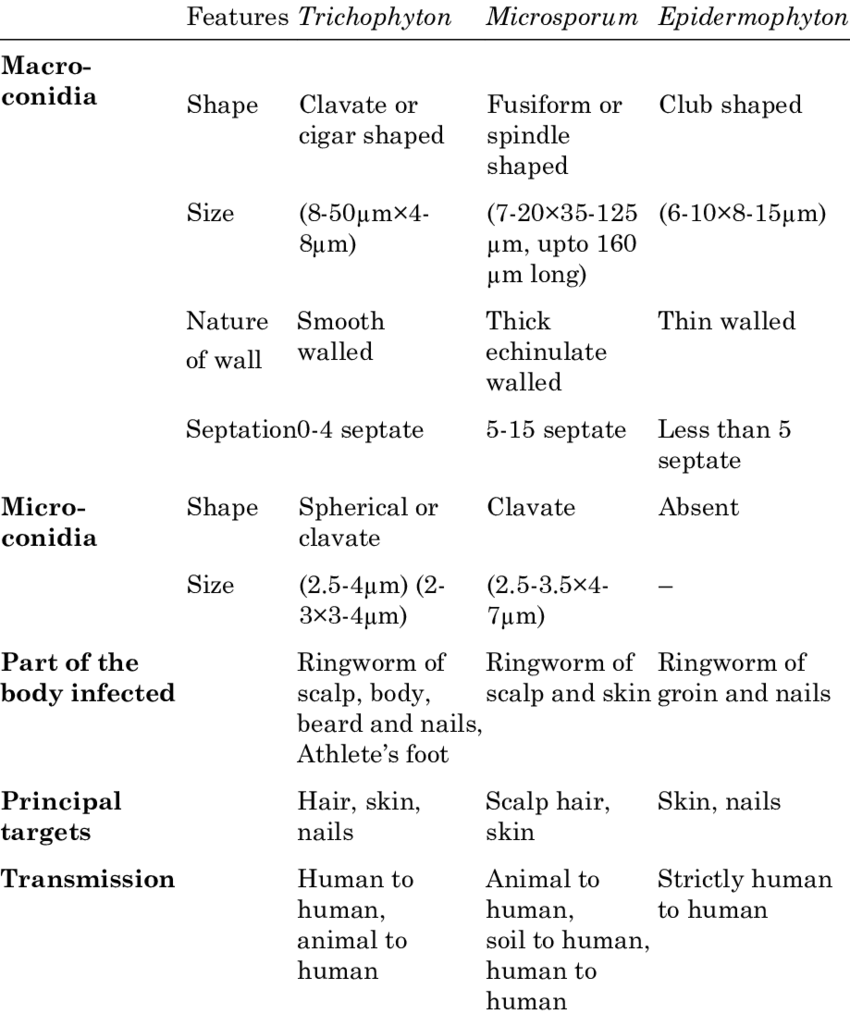 Features Trichophyton Microsporum Epidermophyton
Macro-
conidia
Shape Clavate or Fusiform or Club shaped
cigar shaped spindle
shaped
Size (8-50µm×4- (7-20×35-125 (6-10×8-15µm)
8µm) µm, upto 160
µm long)
Nature Smooth Thick Thin walled
of wall walled echinulate
walled
Septation 0-4 septate 5-15 septate Less than 5
septate
Micro- Shape Spherical or Clavate Absent
conidia clavate
Size (2.5-4µm) (2- (2.5-3.5×4- –
3×3-4µm) 7µm)
Part of the Ringworm of Ringworm of Ringworm of
body infected scalp, body, scalp and skin groin and nails
beard and nails,
Athlete’s foot
Principal Hair, skin, Scalp hair, Skin, nails
targets nails skin
Transmission Human to Animal to Strictly human
human, human, to human
animal to soil to human,
human human to
human